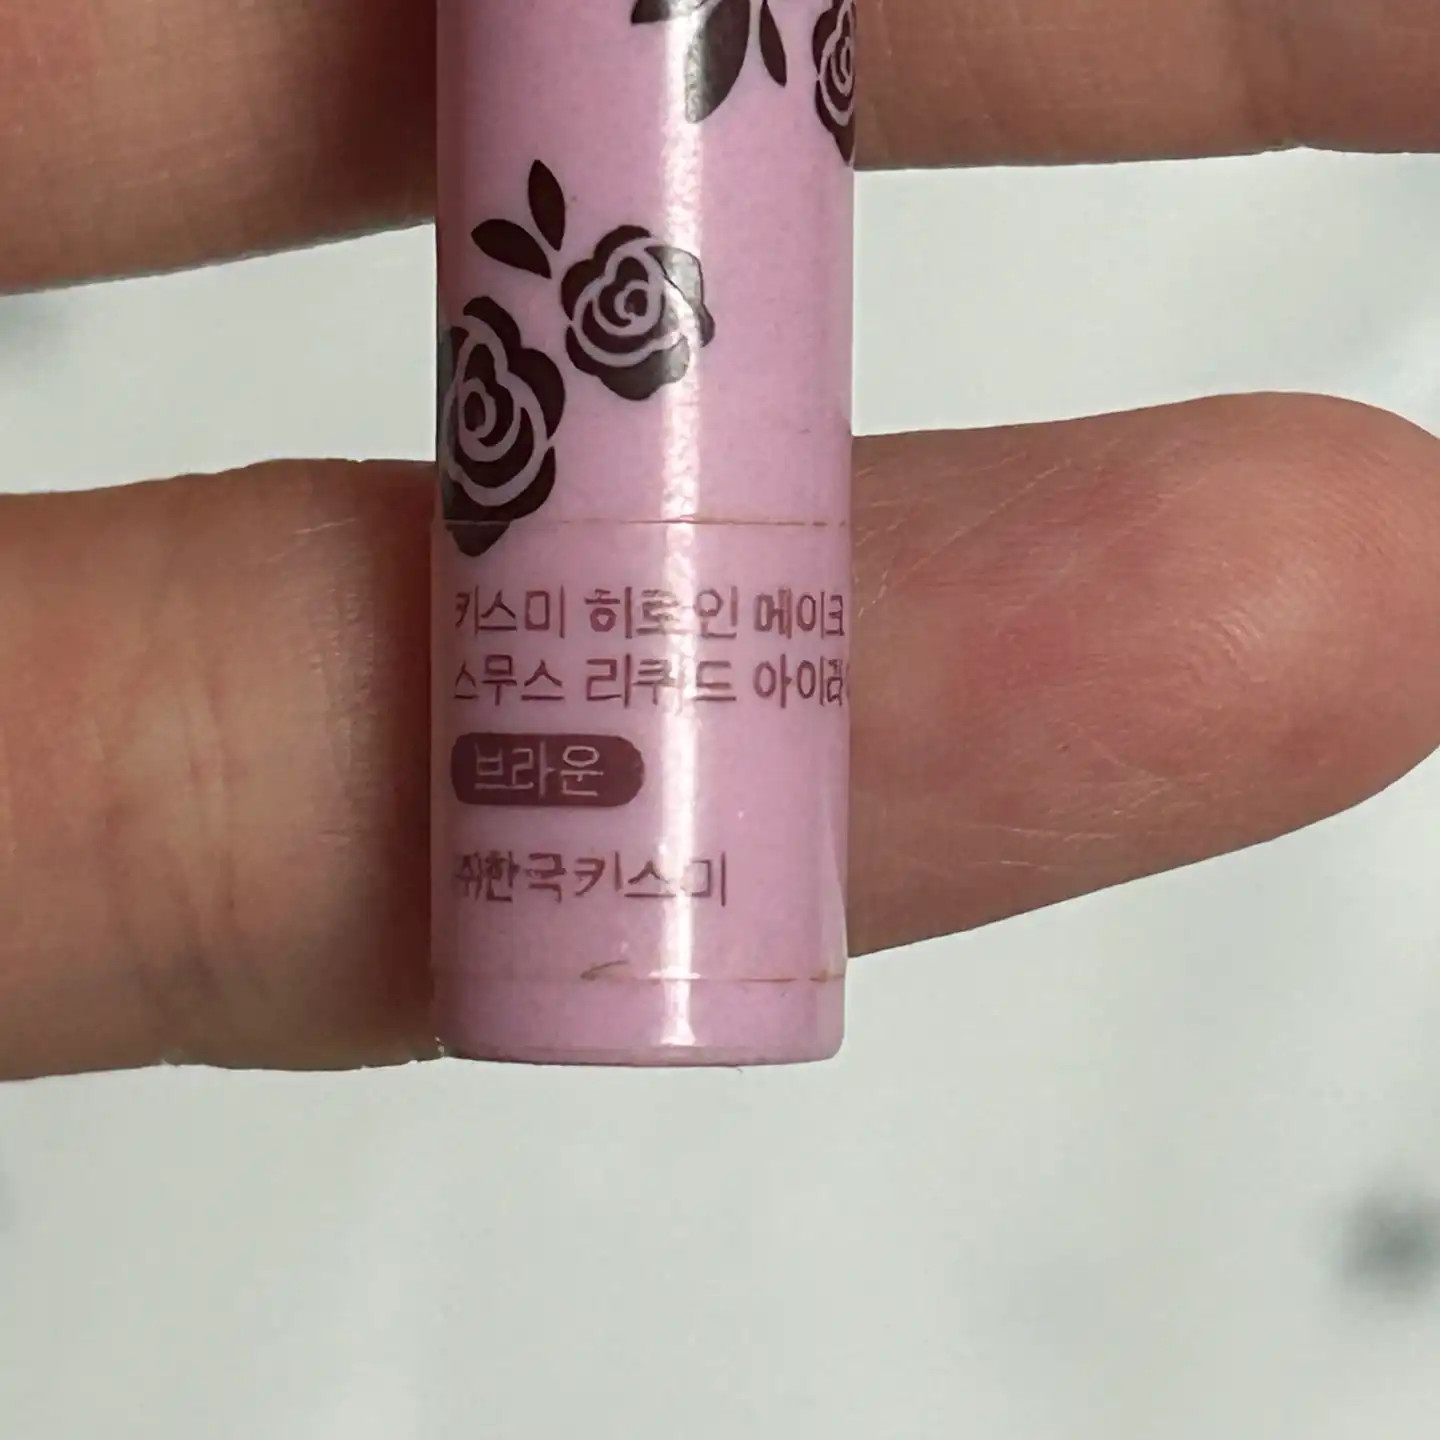 키스미 히로인 메이크
스무스 리퀴드
브라운
㈜한국키스미